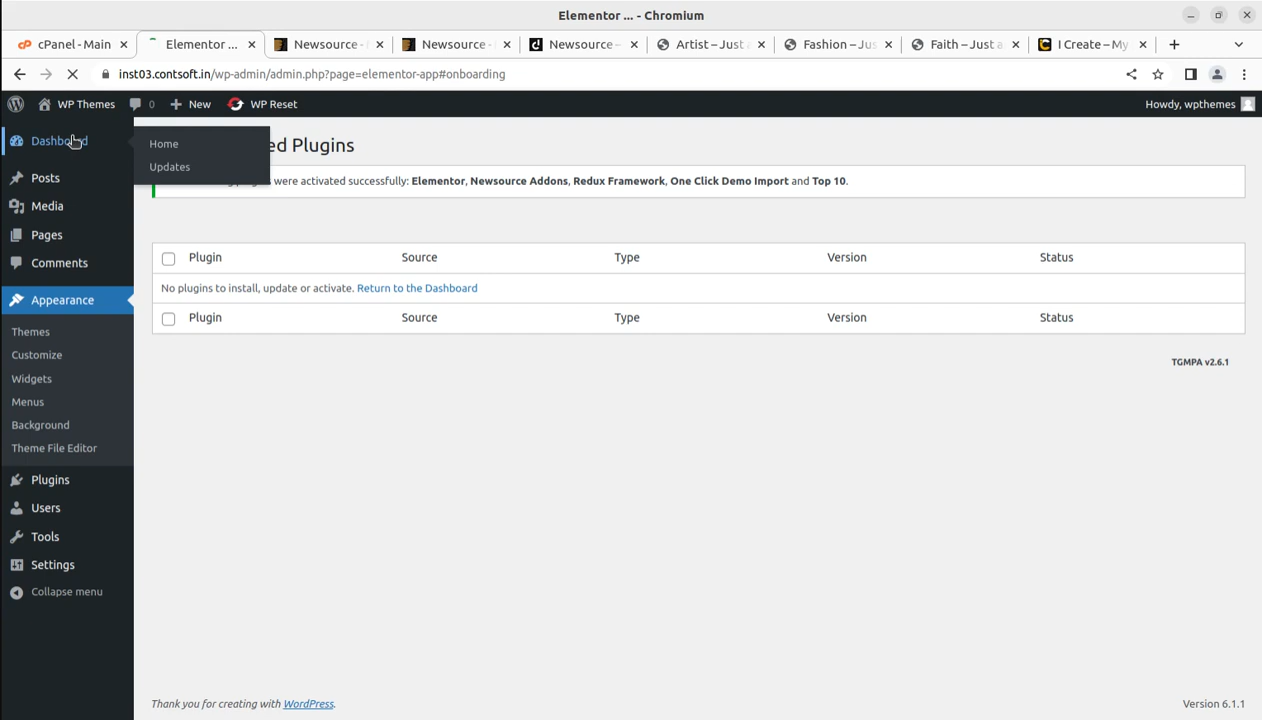 Elementor ... - Chromium
cPanel - Main
Elementor ...
Newsource -
Newsource -
Newsource –
Artist – Just
Fashion – Jus
Faith – Just
I Create – My
inst03.contsoft.in/wp-admin/admin.php?page=elementor-app#onboarding
WP Themes
0
New
WP Reset
Howdy, wpthemes
Dashboard
Home
Updates
ed Plugins
were activated successfully: Elementor, Newsource Addons, Redux Framework, One Click Demo Import and Top 10.
Posts
Media
Pages
Comments
Appearance
Themes
Customize
Widgets
Menus
Background
Theme File Editor
Plugins
Users
Tools
Settings
Collapse menu
Plugin Source Type Version Status
No plugins to install, update or activate. Return to the Dashboard
Plugin Source Type Version Status
TGMPA v2.6.1
Thank you for creating with WordPress.
Version 6.1.1